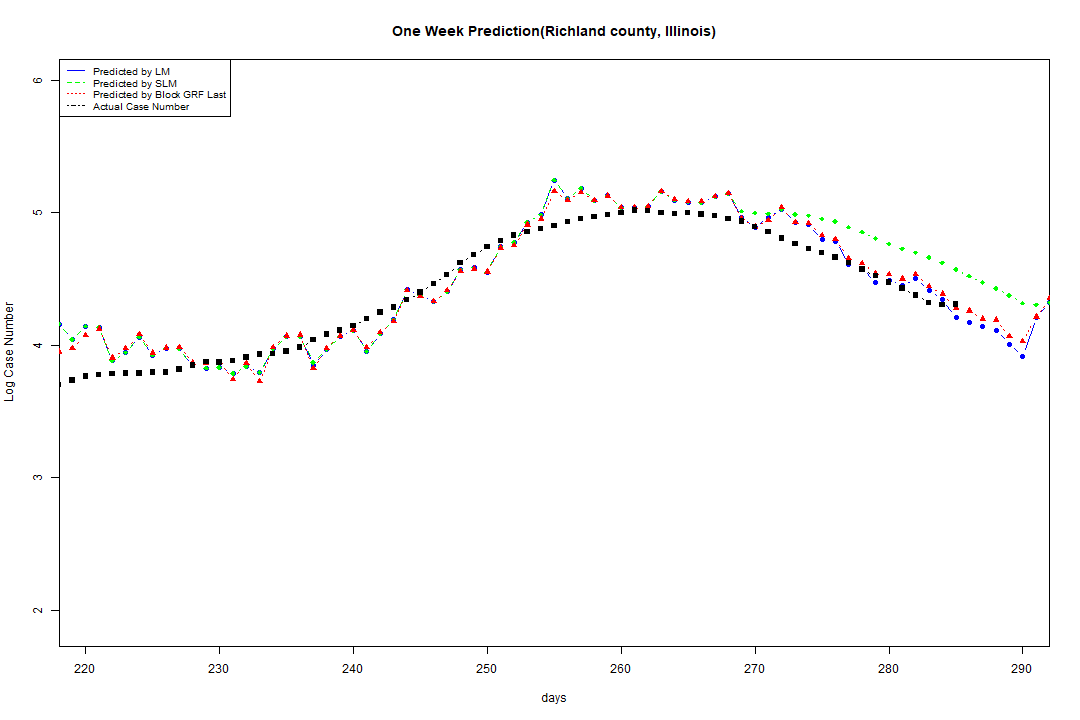 One Week Prediction(Richland county, Illinois)
Predicted by LM
Predicted by SLM
Predicted by Block GRF Last
Actual Case Number
6
5
4
3
2
Log Case Number
220 230 240 250 260 270 280 290
days